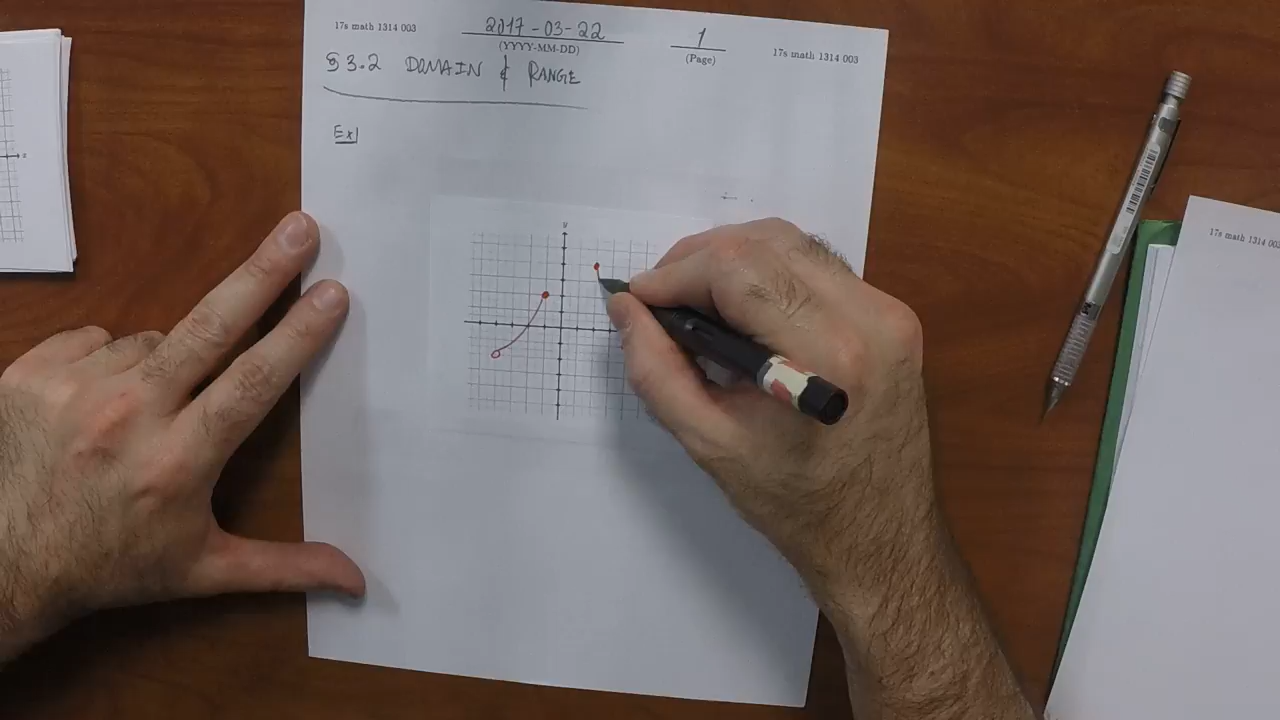 17s math 1314 003
2017-03-22
(YYYY-MM-DD)
1
(Page)
17s math 1314 003
§3.2 DOMAIN & RANGE
Ex1
y
x
17s math 1314 00